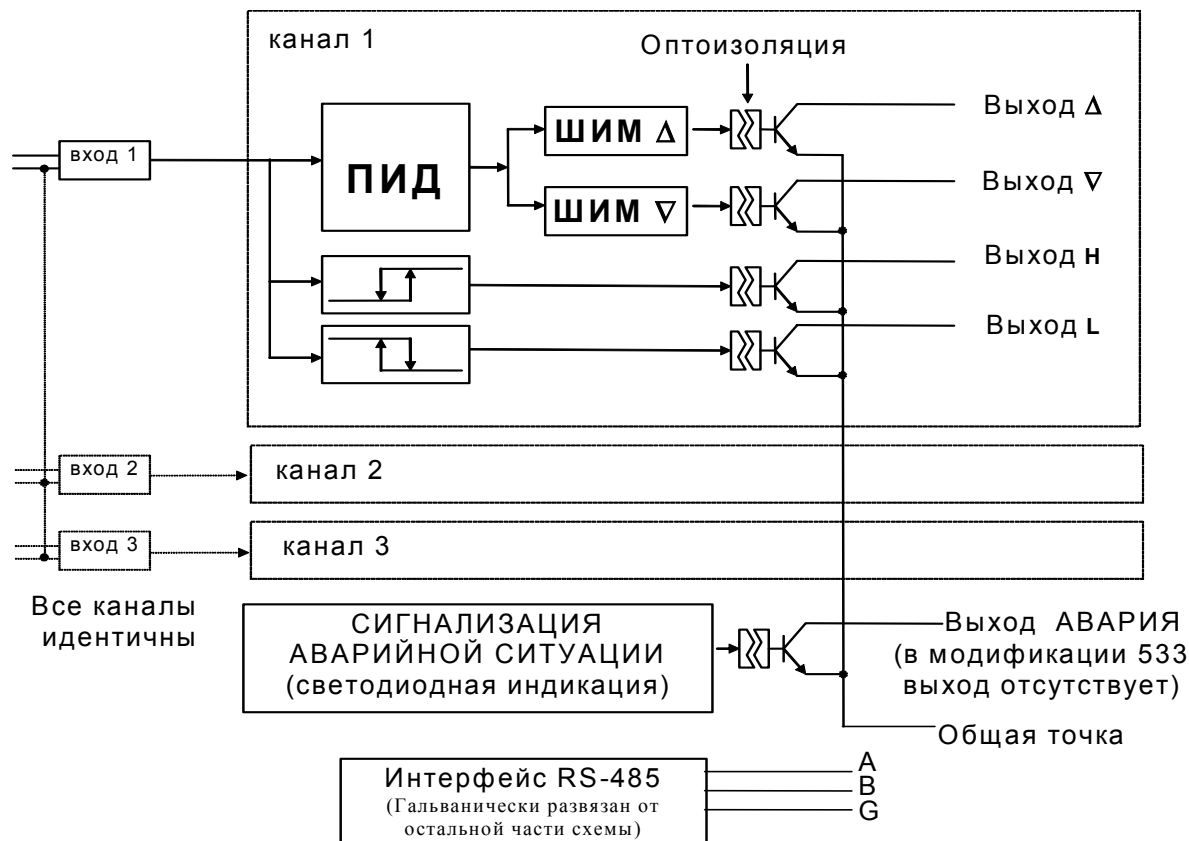 канал 1
Оптоизоляция
Выход Δ
вход 1
ПИД
ШИМ Δ
ШИМ ∇
Выход ∇
Выход H
Выход L
вход 2
канал 2
вход 3
канал 3
Все каналы
идентичны
СИГНАЛИЗАЦИЯ
АВАРИЙНОЙ СИТУАЦИИ
(светодиодная индикация)
Выход АВАРИЯ
(в модификации 533
выход отсутствует)
Общая точка
Интерфейс RS-485
(Гальванически развязан от
остальной части схемы)
A
B
G